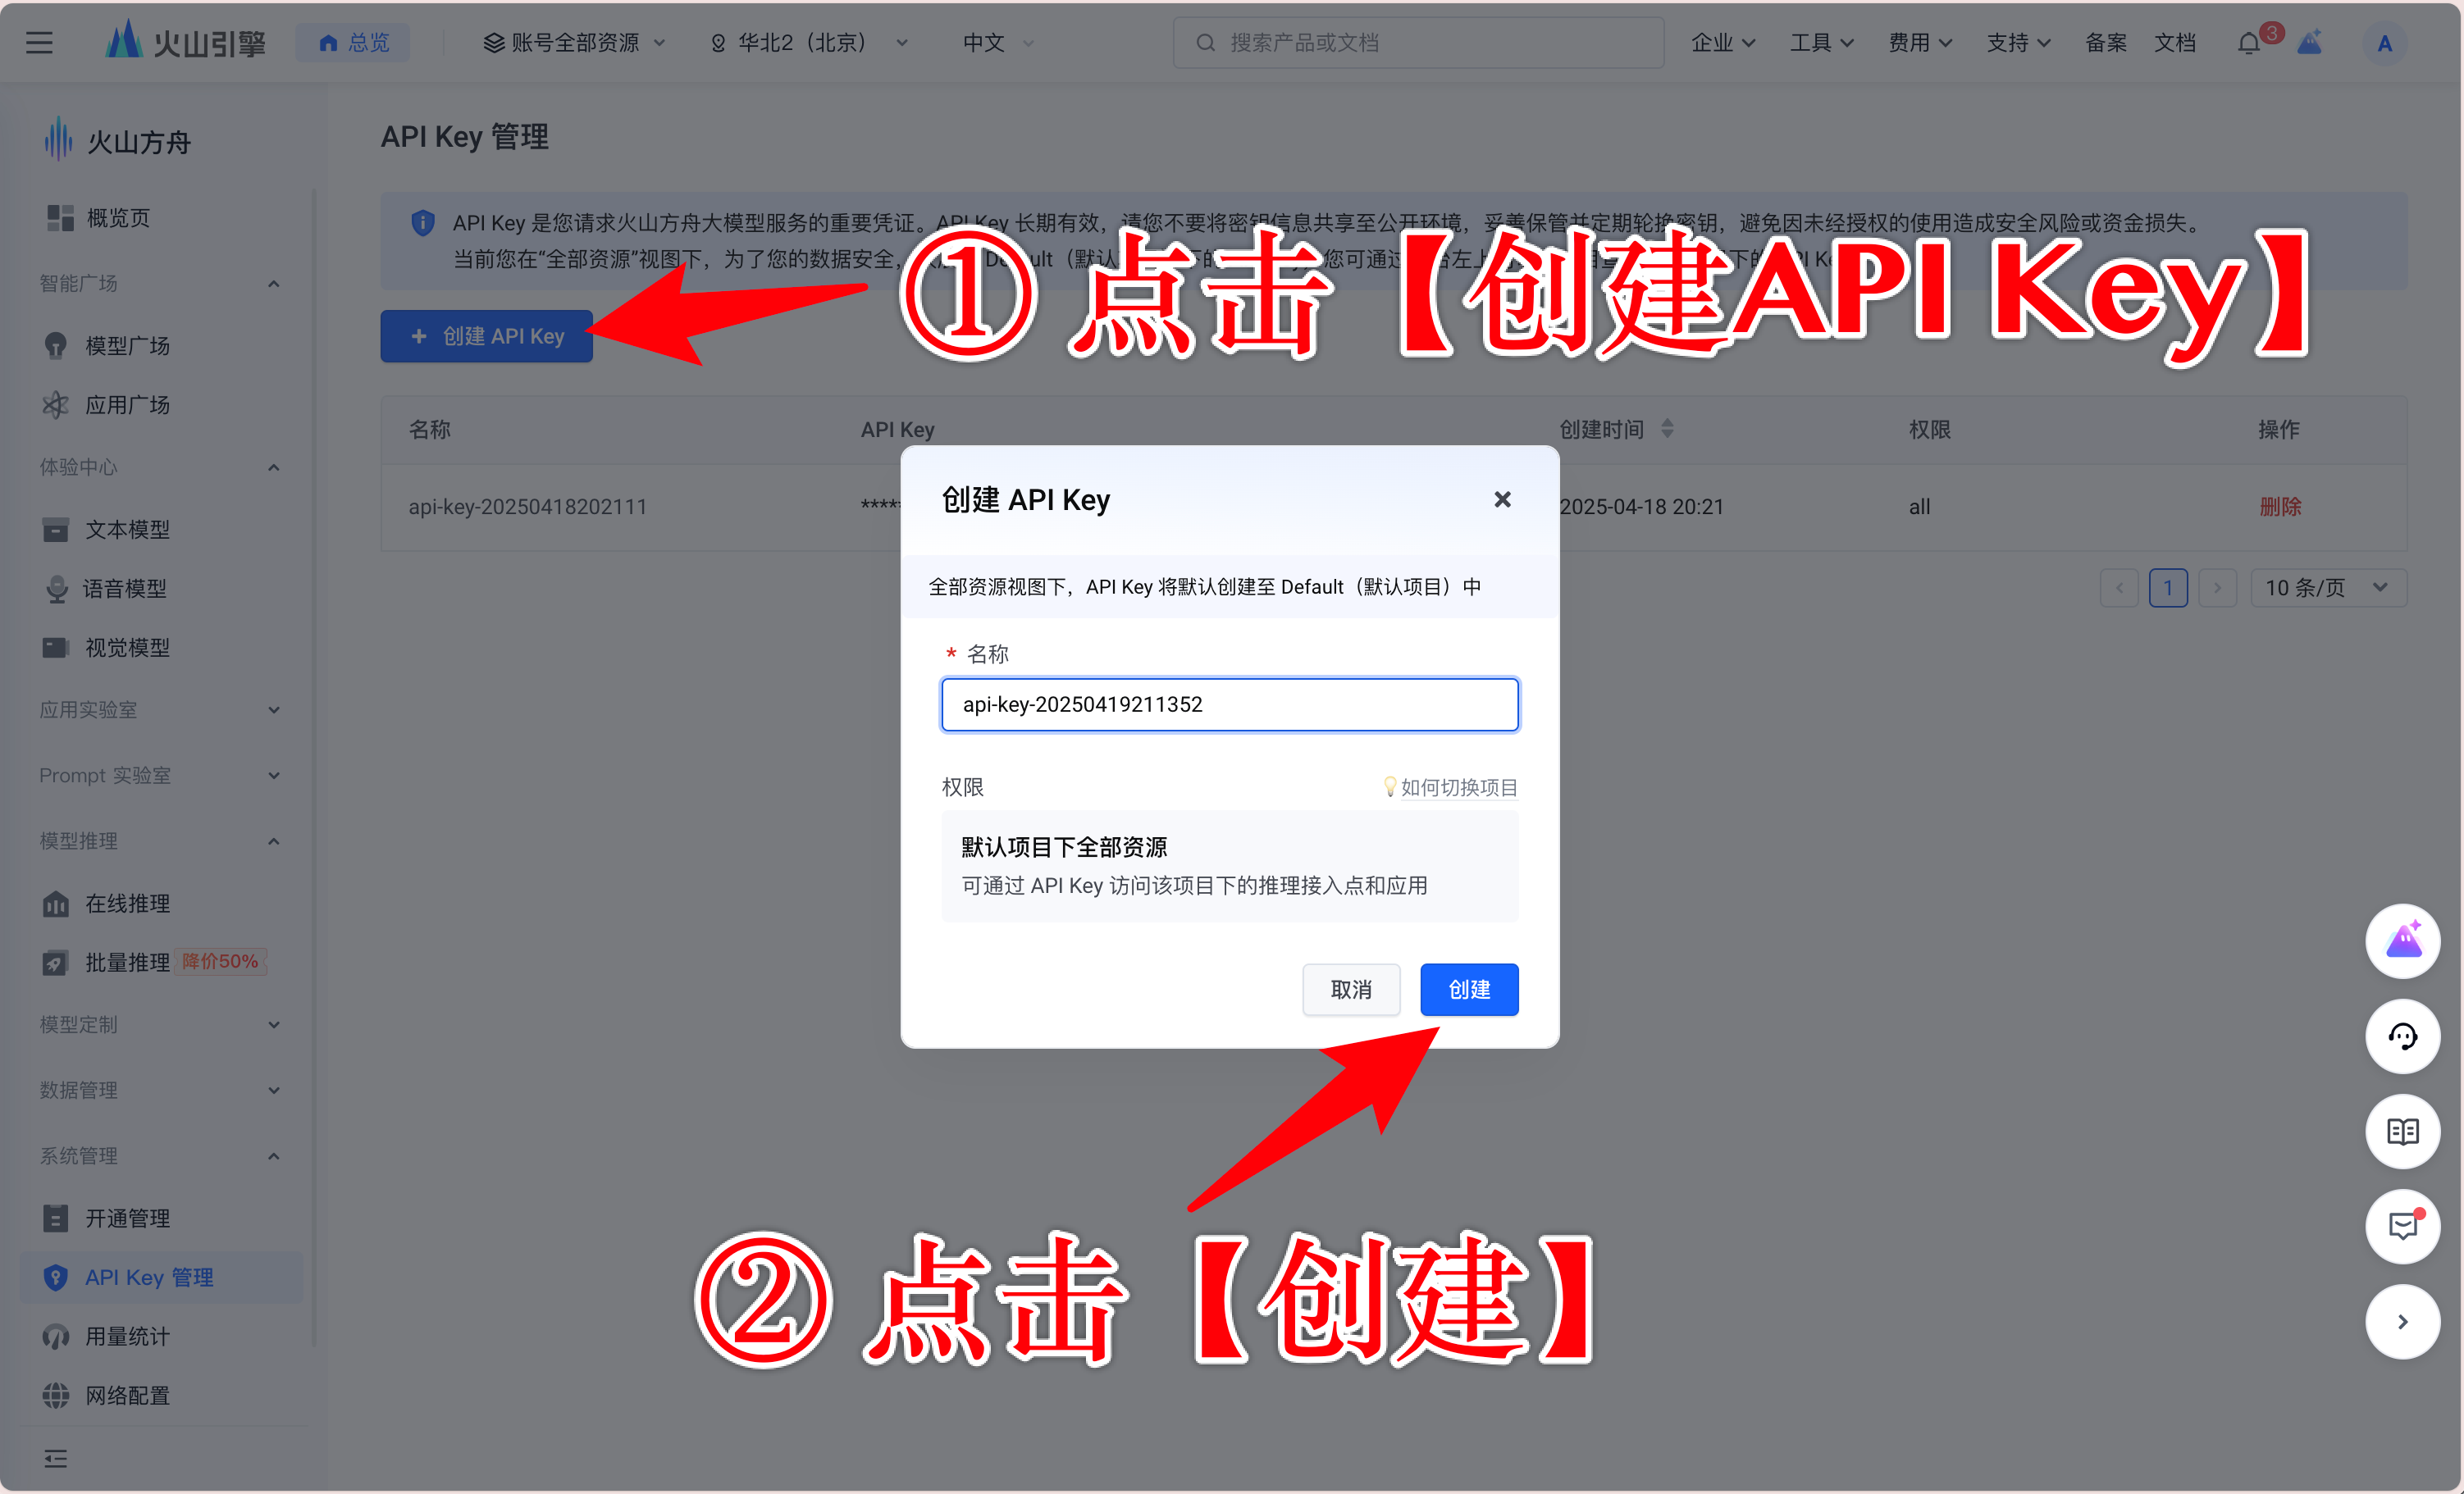 火山引擎
总览
账号全部资源
华北2（北京）
中文
搜索产品或文档
企业
工具
费用
支持
备案
文档
3
A
火山方舟
概览页
智能广场
模型广场
应用广场
体验中心
文本模型
语音模型
视觉模型
应用实验室
Prompt 实验室
模型推理
在线推理
批量推理 降价50%
模型定制
数据管理
系统管理
开通管理
API Key 管理
用量统计
网络配置
API Key 管理
API Key 是您请求火山方舟大模型服务的重要凭证。API Key 长期有效，请您不要将密钥信息共享至公开环境，妥善保管并定期轮换密钥，避免因未经授权的使用造成安全风险或资金损失。
当前您在“全部资源”视图下，为了您的数据安全，
① 点击【创建API Key】
+ 创建 API Key
名称 API Key 创建时间 权限 操作
api-key-20250418202111 ***** 2025-04-18 20:21 all 删除
1 10 条/页
创建 API Key
全部资源视图下，API Key 将默认创建至 Default（默认项目）中
* 名称
api-key-20250419211352
权限 如何切换项目
默认项目下全部资源
可通过 API Key 访问该项目下的推理接入点和应用
取消 创建
② 点击【创建】